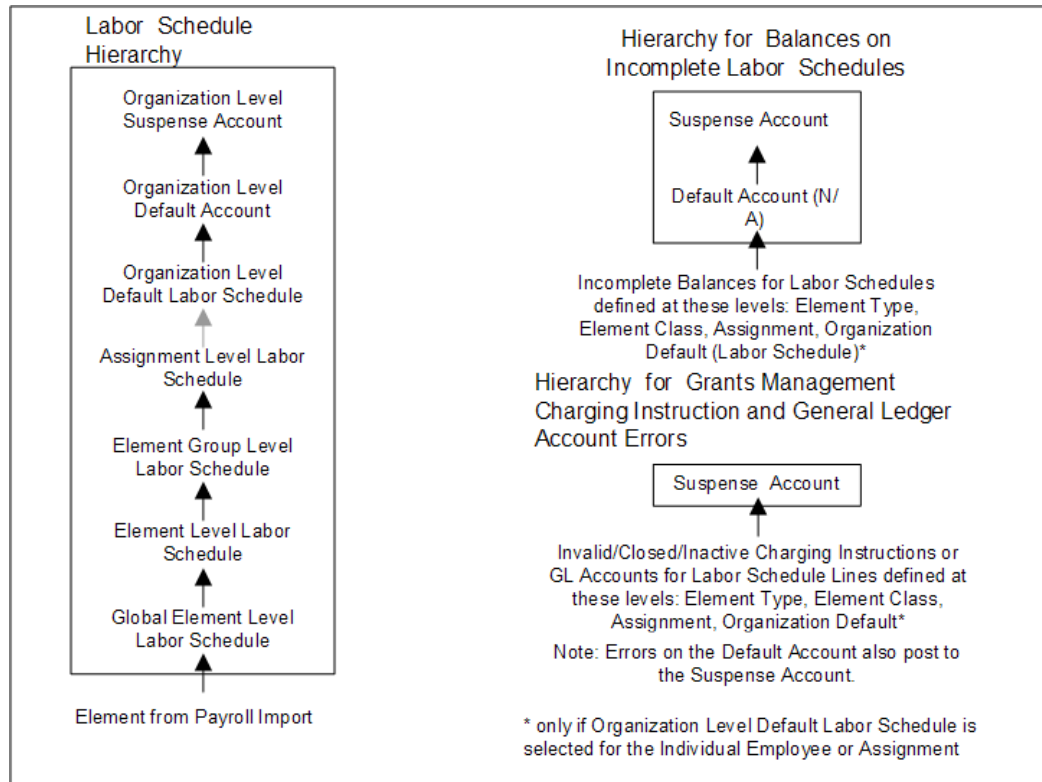 Labor Schedule
Hierarchy
Organization Level
Suspense Account
Organization Level
Default Account
Organization Level
Default Labor Schedule
Assignment Level Labor
Schedule
Element Group Level
Labor Schedule
Element Level Labor
Schedule
Global Element Level
Labor Schedule
Element from Payroll Import
Hierarchy for Balances on
Incomplete Labor Schedules
Suspense Account
Default Account (N/
A)
Incomplete Balances for Labor Schedules
defined at these levels: Element Type,
Element Class, Assignment, Organization
Default (Labor Schedule)*
Hierarchy for Grants Management
Charging Instruction and General Ledger
Account Errors
Suspense Account
Invalid/Closed/Inactive Charging Instructions or
GL Accounts for Labor Schedule Lines defined at
these levels: Element Type, Element Class,
Assignment, Organization Default*
Note: Errors on the Default Account also post to
the Suspense Account.
* only if Organization Level Default Labor Schedule is
selected for the Individual Employee or Assignment